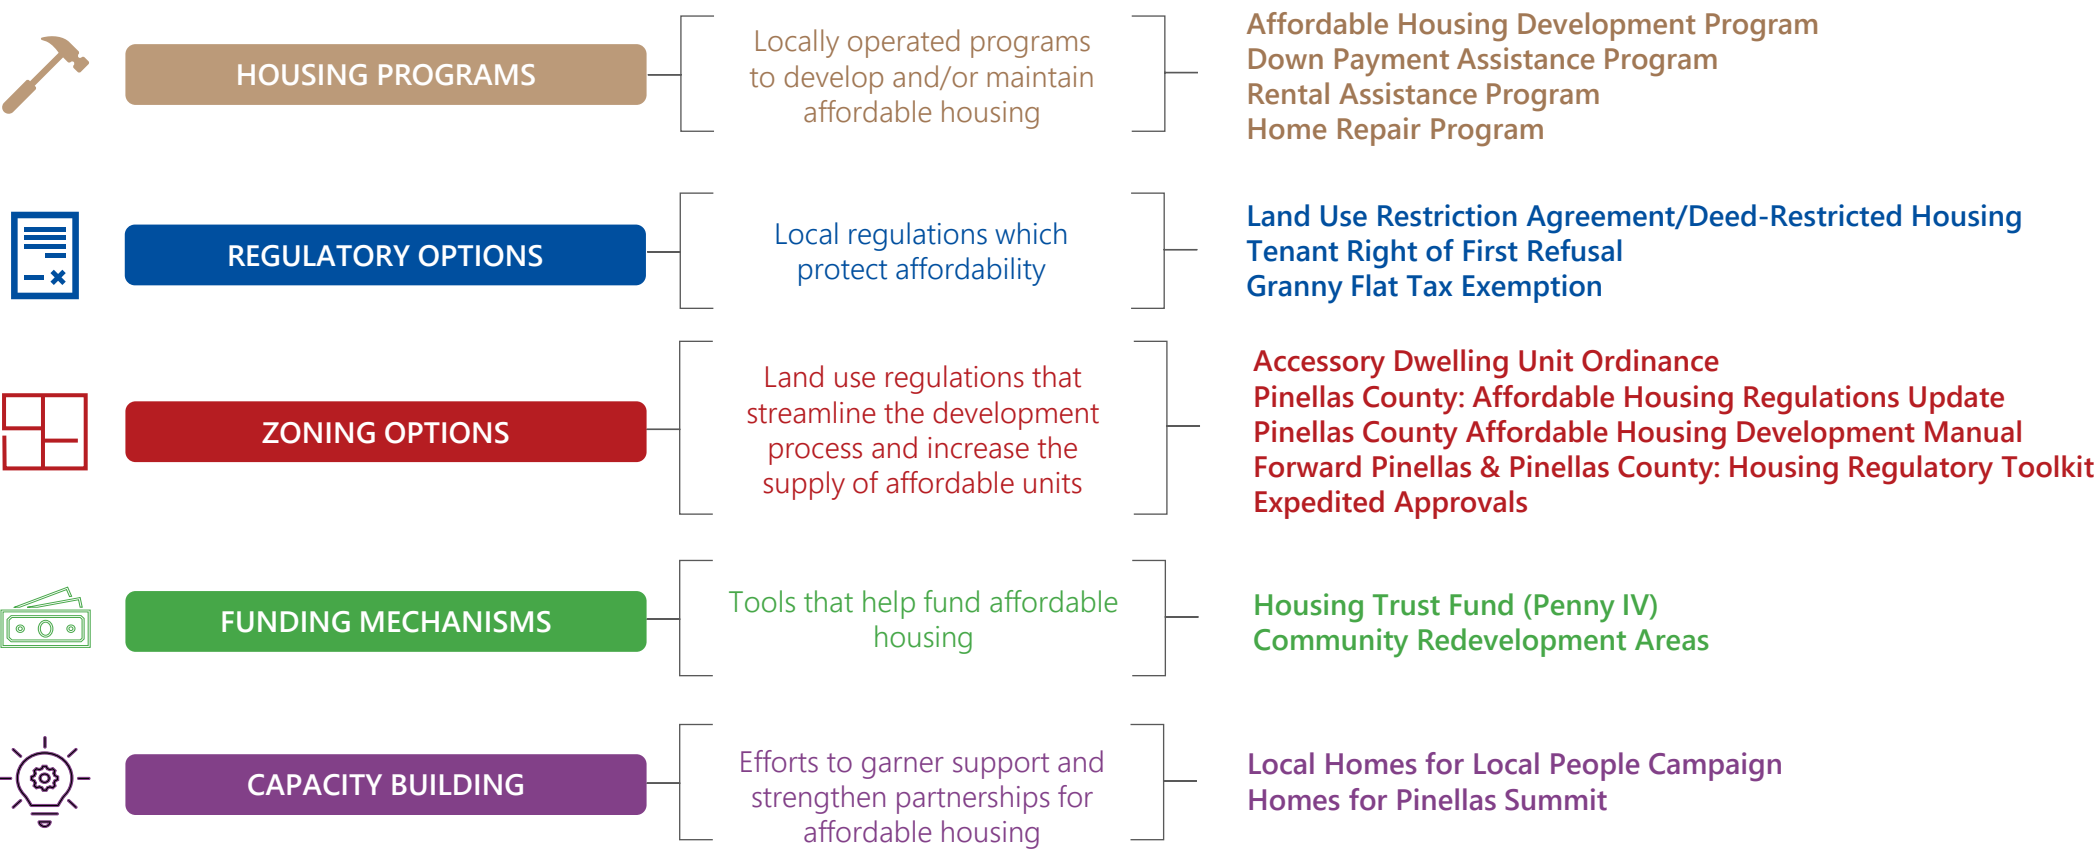 HOUSING PROGRAMS
Locally operated programs
to develop and/or maintain
affordable housing
Affordable Housing Development Program
Down Payment Assistance Program
Rental Assistance Program
Home Repair Program
REGULATORY OPTIONS
Local regulations which
protect affordability
Land Use Restriction Agreement/Deed-Restricted Housing
Tenant Right of First Refusal
Granny Flat Tax Exemption
ZONING OPTIONS
Land use regulations that
streamline the development
process and increase the
supply of affordable units
Accessory Dwelling Unit Ordinance
Pinellas County: Affordable Housing Regulations Update
Pinellas County Affordable Housing Development Manual
Forward Pinellas & Pinellas County: Housing Regulatory Toolkit
Expedited Approvals
FUNDING MECHANISMS
Tools that help fund affordable
housing
Housing Trust Fund (Penny IV)
Community Redevelopment Areas
CAPACITY BUILDING
Efforts to garner support and
strengthen partnerships for
affordable housing
Local Homes for Local People Campaign
Homes for Pinellas Summit